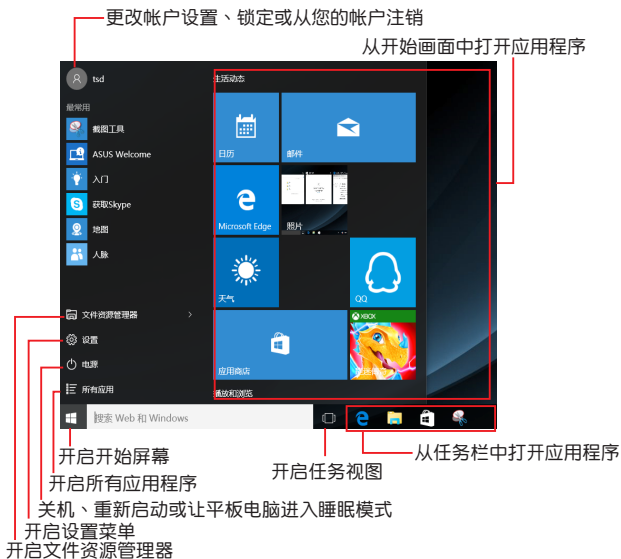 更改帐户设置、锁定或从您的帐户注销
从开始画面中打开应用程序
tsd
生活动态
最常用
截图工具
ASUS Welcome
入门
获取Skype
地图
人脉
日历
邮件
Microsoft Edge
照片
天气
QQ
XBOX
应用商店
播放和浏览
文件资源管理器
设置
电源
所有应用
搜索 Web 和 Windows
开启开始屏幕
开启所有应用程序
开启任务视图
从任务栏中打开应用程序
关机、重新启动或让平板电脑进入睡眠模式
开启设置菜单
开启文件资源管理器